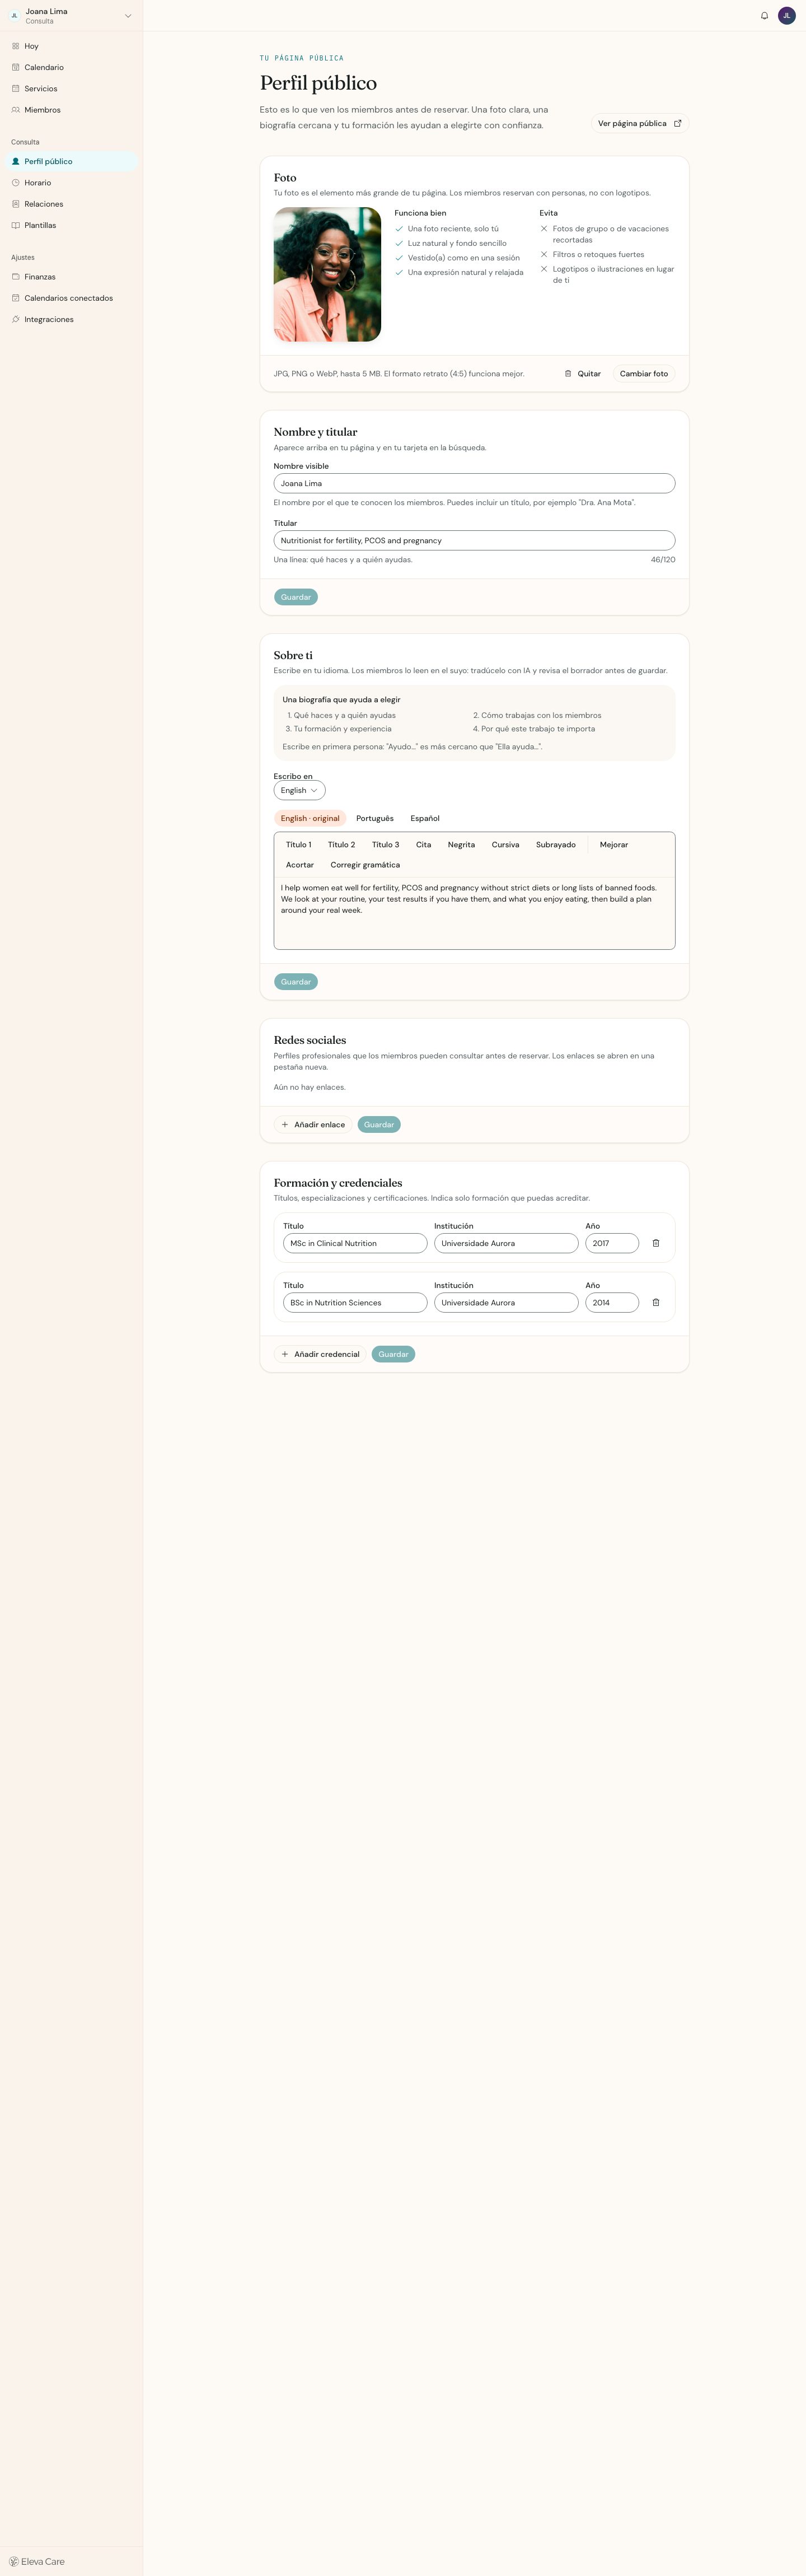 JL
Joana Lima
Consulta
JL
Hoy
Calendario
Servicios
Miembros
Consulta
Perfil público
Horario
Relaciones
Plantillas
Ajustes
Finanzas
Calendarios conectados
Integraciones
TU PÁGINA PÚBLICA
Perfil público
Esto es lo que ven los miembros antes de reservar. Una foto clara, una
biografía cercana y tu formación les ayudan a elegirte con confianza.
Ver página pública
Foto
Tu foto es el elemento más grande de tu página. Los miembros reservan con personas, no con logotipos.
Funciona bien
Una foto reciente, solo tú
Luz natural y fondo sencillo
Vestido(a) como en una sesión
Una expresión natural y relajada
Evita
Fotos de grupo o de vacaciones
recortadas
Filtros o retoques fuertes
Logotipos o ilustraciones en lugar
de ti
JPG, PNG o WebP, hasta 5 MB. El formato retrato (4:5) funciona mejor.
Quitar
Cambiar foto
Nombre y titular
Aparece arriba en tu página y en tu tarjeta en la búsqueda.
Nombre visible
Joana Lima
El nombre por el que te conocen los miembros. Puedes incluir un título, por ejemplo "Dra. Ana Mota".
Titular
Nutritionist for fertility, PCOS and pregnancy
Una línea: qué haces y a quién ayudas.
46/120
Guardar
Sobre ti
Escribe en tu idioma. Los miembros lo leen en el suyo: tradúcelo con IA y revisa el borrador antes de guardar.
Una biografía que ayuda a elegir
1. Qué haces y a quién ayudas
2. Cómo trabajas con los miembros
3. Tu formación y experiencia
4. Por qué este trabajo te importa
Escribe en primera persona: "Ayudo…" es más cercano que "Ella ayuda…".
Escribo en
English
English · original
Português
Español
Título 1
Título 2
Título 3
Cita
Negrita
Cursiva
Subrayado
Mejorar
Acortar
Corregir gramática
I help women eat well for fertility, PCOS and pregnancy without strict diets or long lists of banned foods.
We look at your routine, your test results if you have them, and what you enjoy eating, then build a plan
around your real week.
Guardar
Redes sociales
Perfiles profesionales que los miembros pueden consultar antes de reservar. Los enlaces se abren en una
pestaña nueva.
Aún no hay enlaces.
Añadir enlace
Guardar
Formación y credenciales
Títulos, especializaciones y certificaciones. Indica solo formación que puedas acreditar.
Título
Institución
Año
MSc in Clinical Nutrition
Universidade Aurora
2017
Título
Institución
Año
BSc in Nutrition Sciences
Universidade Aurora
2014
Añadir credencial
Guardar
Eleva Care